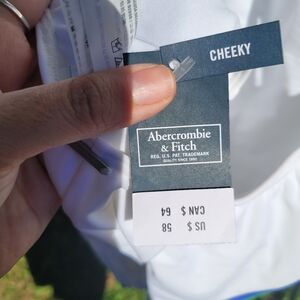 CHEEKY
Abercrombie
& Fitch
REG. U.S. PAT. TRADEMARK
QUALITY SINCE 1892
US $ 58
CAN $ 64